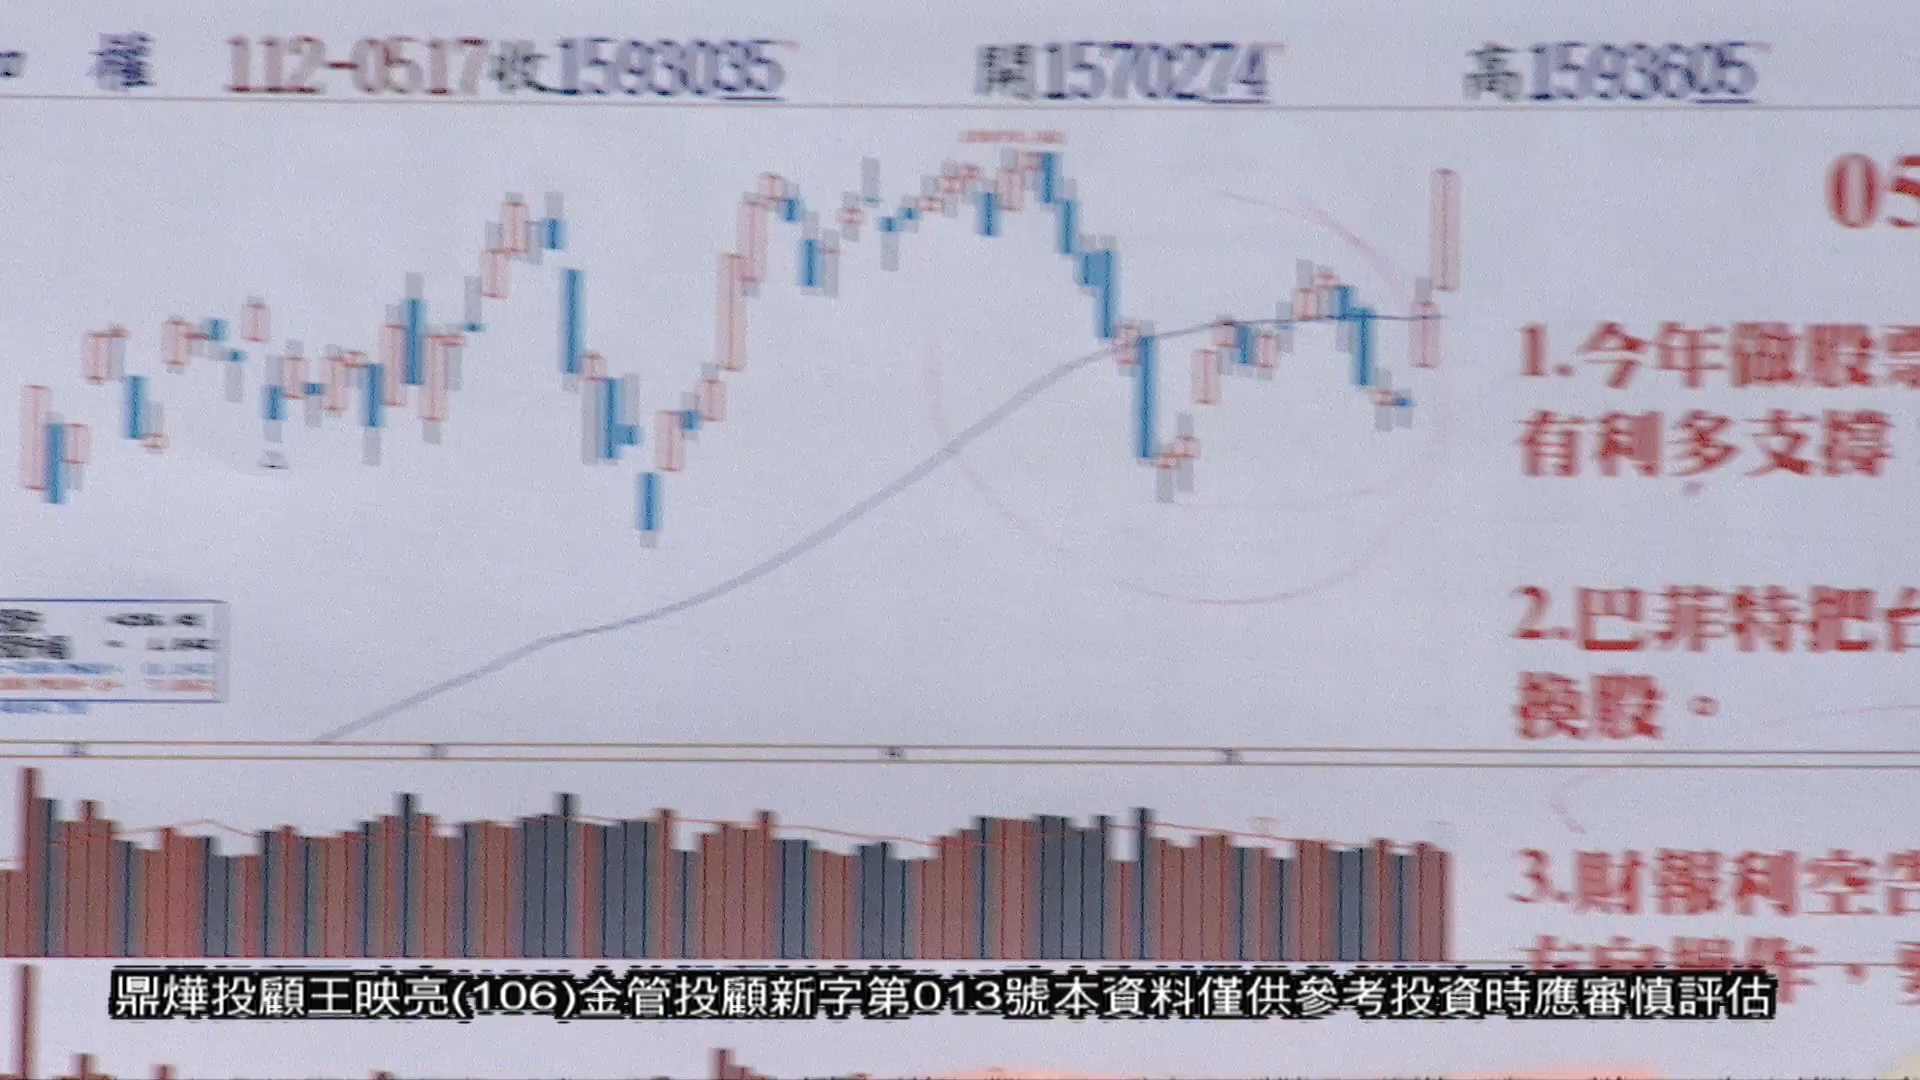 權 112-0517收1593035 開1570274 高1593605
05
1.今年做股票
有利多支撐
2.巴菲特把台
換股。
3.財報利空
鼎燁投顧王映亮(106)金管投顧新字第013號本資料僅供參考投資時應審慎評估